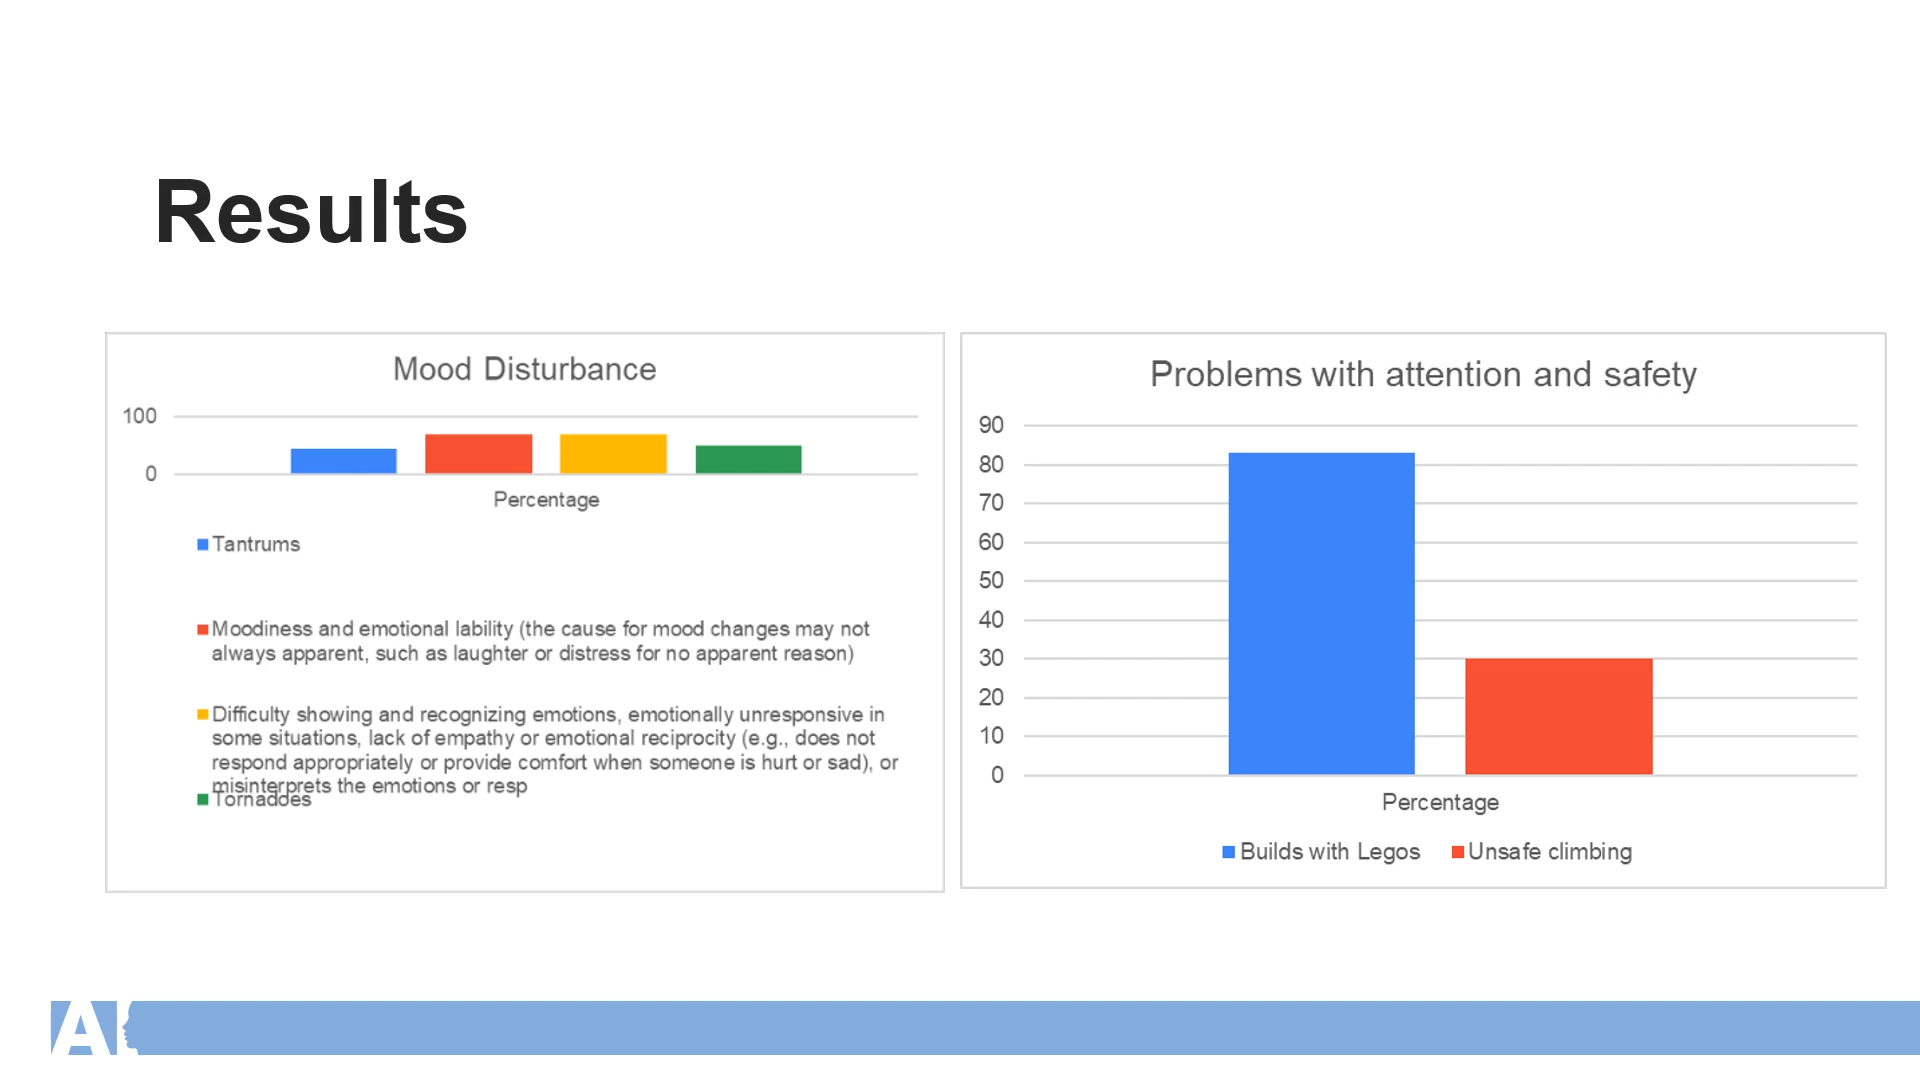 Results
Mood Disturbance
100
0
Percentage
Tantrums
Moodiness and emotional lability (the cause for mood changes may not
always apparent, such as laughter or distress for no apparent reason)
Difficulty showing and recognizing emotions, emotionally unresponsive in
some situations, lack of empathy or emotional reciprocity (e.g., does not
respond appropriately or provide comfort when someone is hurt or sad), or
misinterprets the emotions or resp
Tornadoes
Problems with attention and safety
90
80
70
60
50
40
30
20
10
0
Percentage
Builds with Legos Unsafe climbing
A